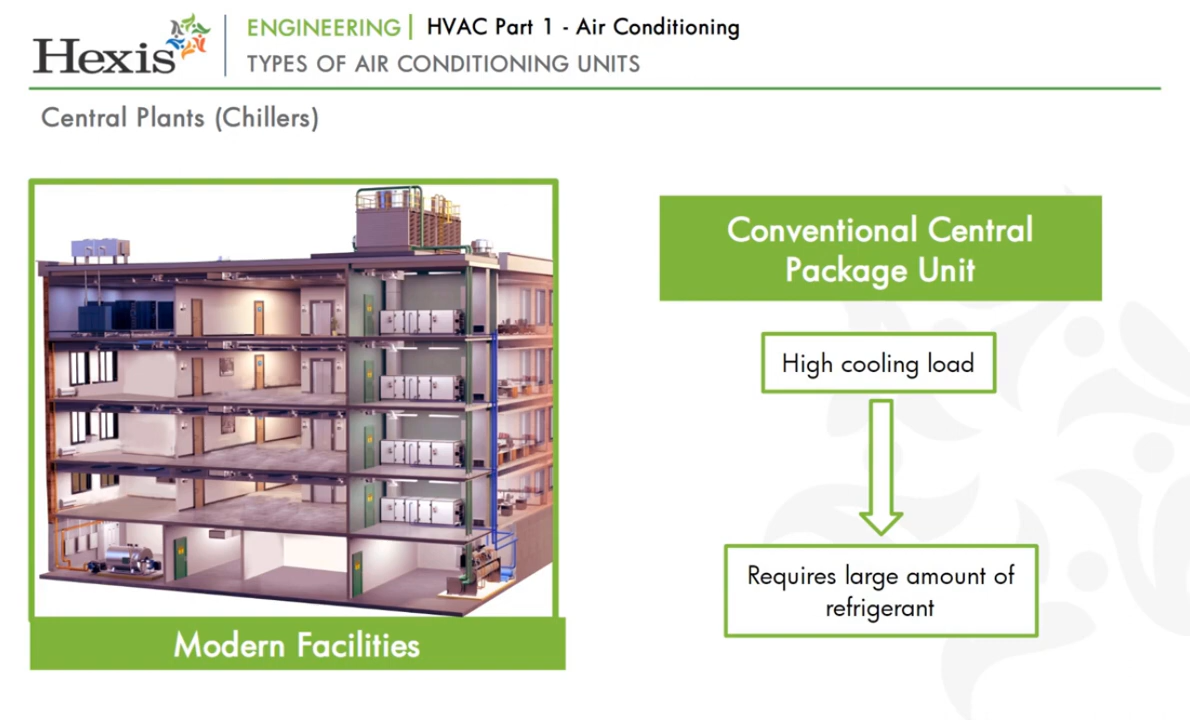 Hexis
ENGINEERING | HVAC Part 1 - Air Conditioning
TYPES OF AIR CONDITIONING UNITS
Central Plants (Chillers)
Modern Facilities
Conventional Central
Package Unit
High cooling load
Requires large amount of
refrigerant